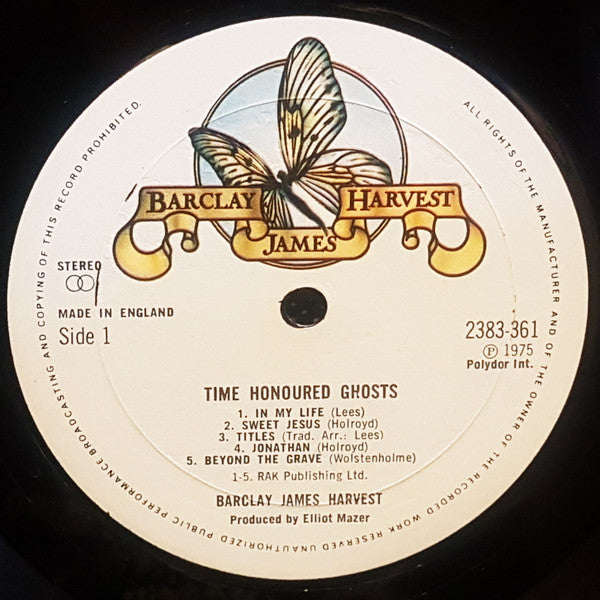 BARCLAY JAMES HARVEST
STEREO
MADE IN ENGLAND
Side 1
2383-361
Ⓟ 1975
Polydor Int.
TIME HONOURED GHOSTS
1. IN MY LIFE (Lees)
2. SWEET JESUS (Holroyd)
3. TITLES (Trad. Arr.: Lees)
4. JONATHAN (Holroyd)
5. BEYOND THE GRAVE (Wolstenholme)
1-5. RAK Publishing Ltd.
BARCLAY JAMES HARVEST
Produced by Elliot Mazer
ALL RIGHTS OF THE MANUFACTURER AND OF THE OWNER OF THE RECORDED WORK RESERVED UNAUTHORIZED PUBLIC PERFORMANCE BROADCASTING AND COPYING OF THIS RECORD PROHIBITED.